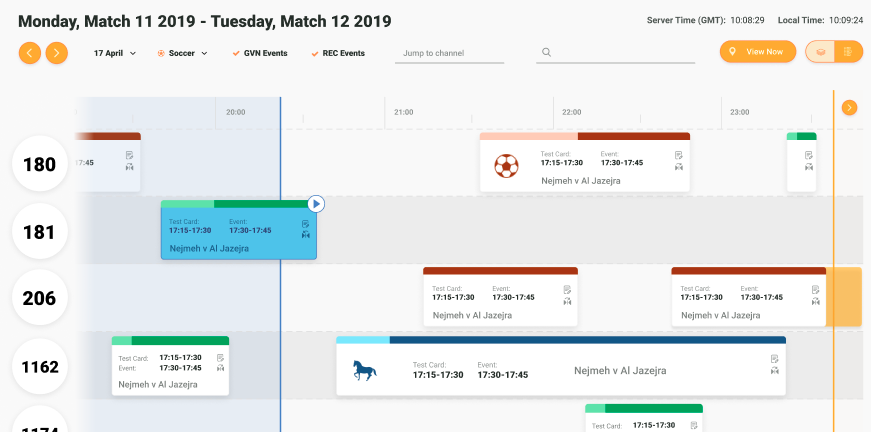 Monday, Match 11 2019 - Tuesday, Match 12 2019
Server Time (GMT): 10:08:29 Local Time: 10:09:24
17 April Soccer GVN Events REC Events Jump to channel View Now
20:00 21:00 22:00 23:00
180
17:45
Test Card: Event:
17:15-17:30 17:30-17:45
Nejmeh v Al Jazejra
181
Test Card: Event:
17:15-17:30 17:30-17:45
Nejmeh v Al Jazejra
206
Test Card: Event:
17:15-17:30 17:30-17:45
Nejmeh v Al Jazejra
Test Card: Event:
17:15-17:30 17:30-17:45
Nejmeh v Al Jazejra
1162
Test Card: 17:15-17:30
Event: 17:30-17:45
Nejmeh v Al Jazejra
Test Card: Event:
17:15-17:30 17:30-17:45
Nejmeh v Al Jazejra
1174
Test Card: 17:15-17:30